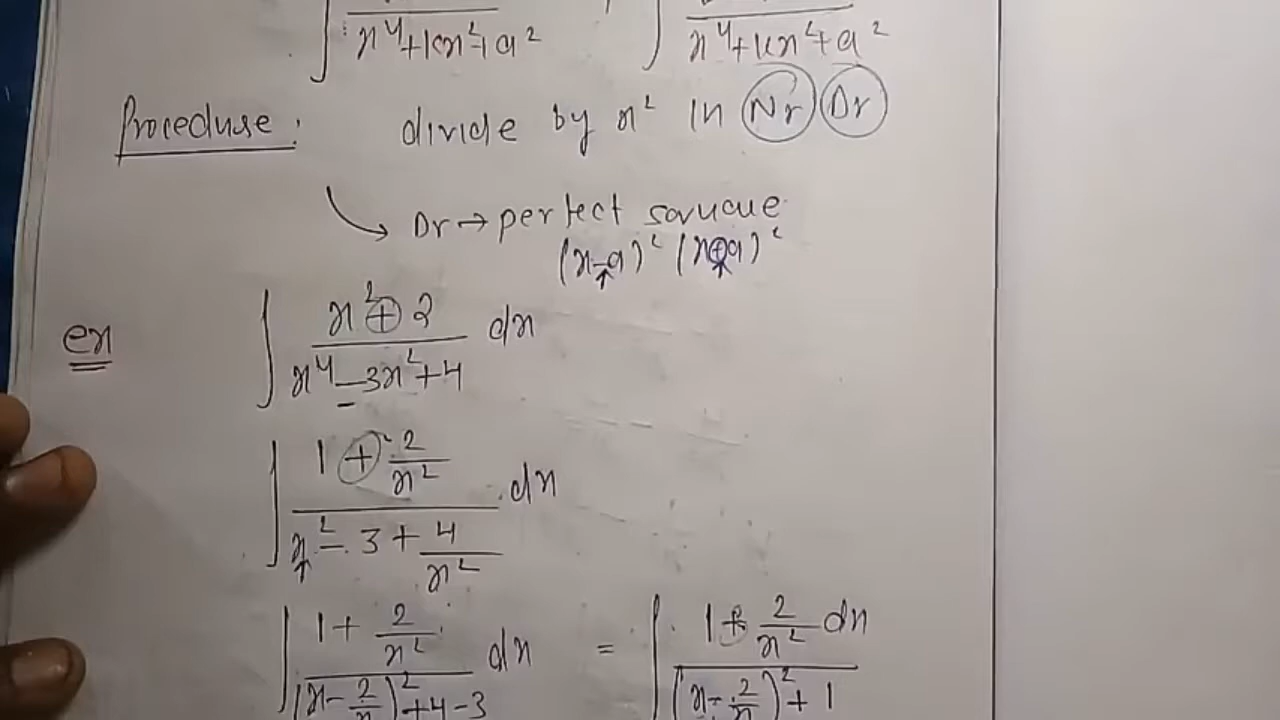 ∫ ‾ / x⁴+kx²+a² , ∫ ‾ / x⁴+kx²+a²
Procedure: divide by x² in Nr Dr
Dr → perfect square
(x-a)² (x+a)²
ex ∫ (x²+2)/(x⁴-3x²+4) dx
∫ (1+2/x²)/(x²-3+4/x²) dx
∫ (1+2/x²)/((x-2/x)²+4-3) dx = ∫ (1+2/x² dx)/((x-2/x)²+1)